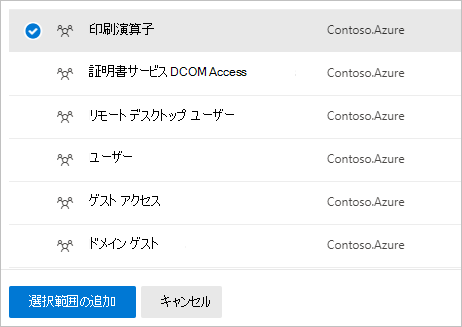 印刷演算子 Contoso.Azure
証明書サービス DCOM Access Contoso.Azure
リモート デスクトップ ユーザー Contoso.Azure
ユーザー Contoso.Azure
ゲスト アクセス Contoso.Azure
ドメイン ゲスト Contoso.Azure
選択範囲の追加 キャンセル